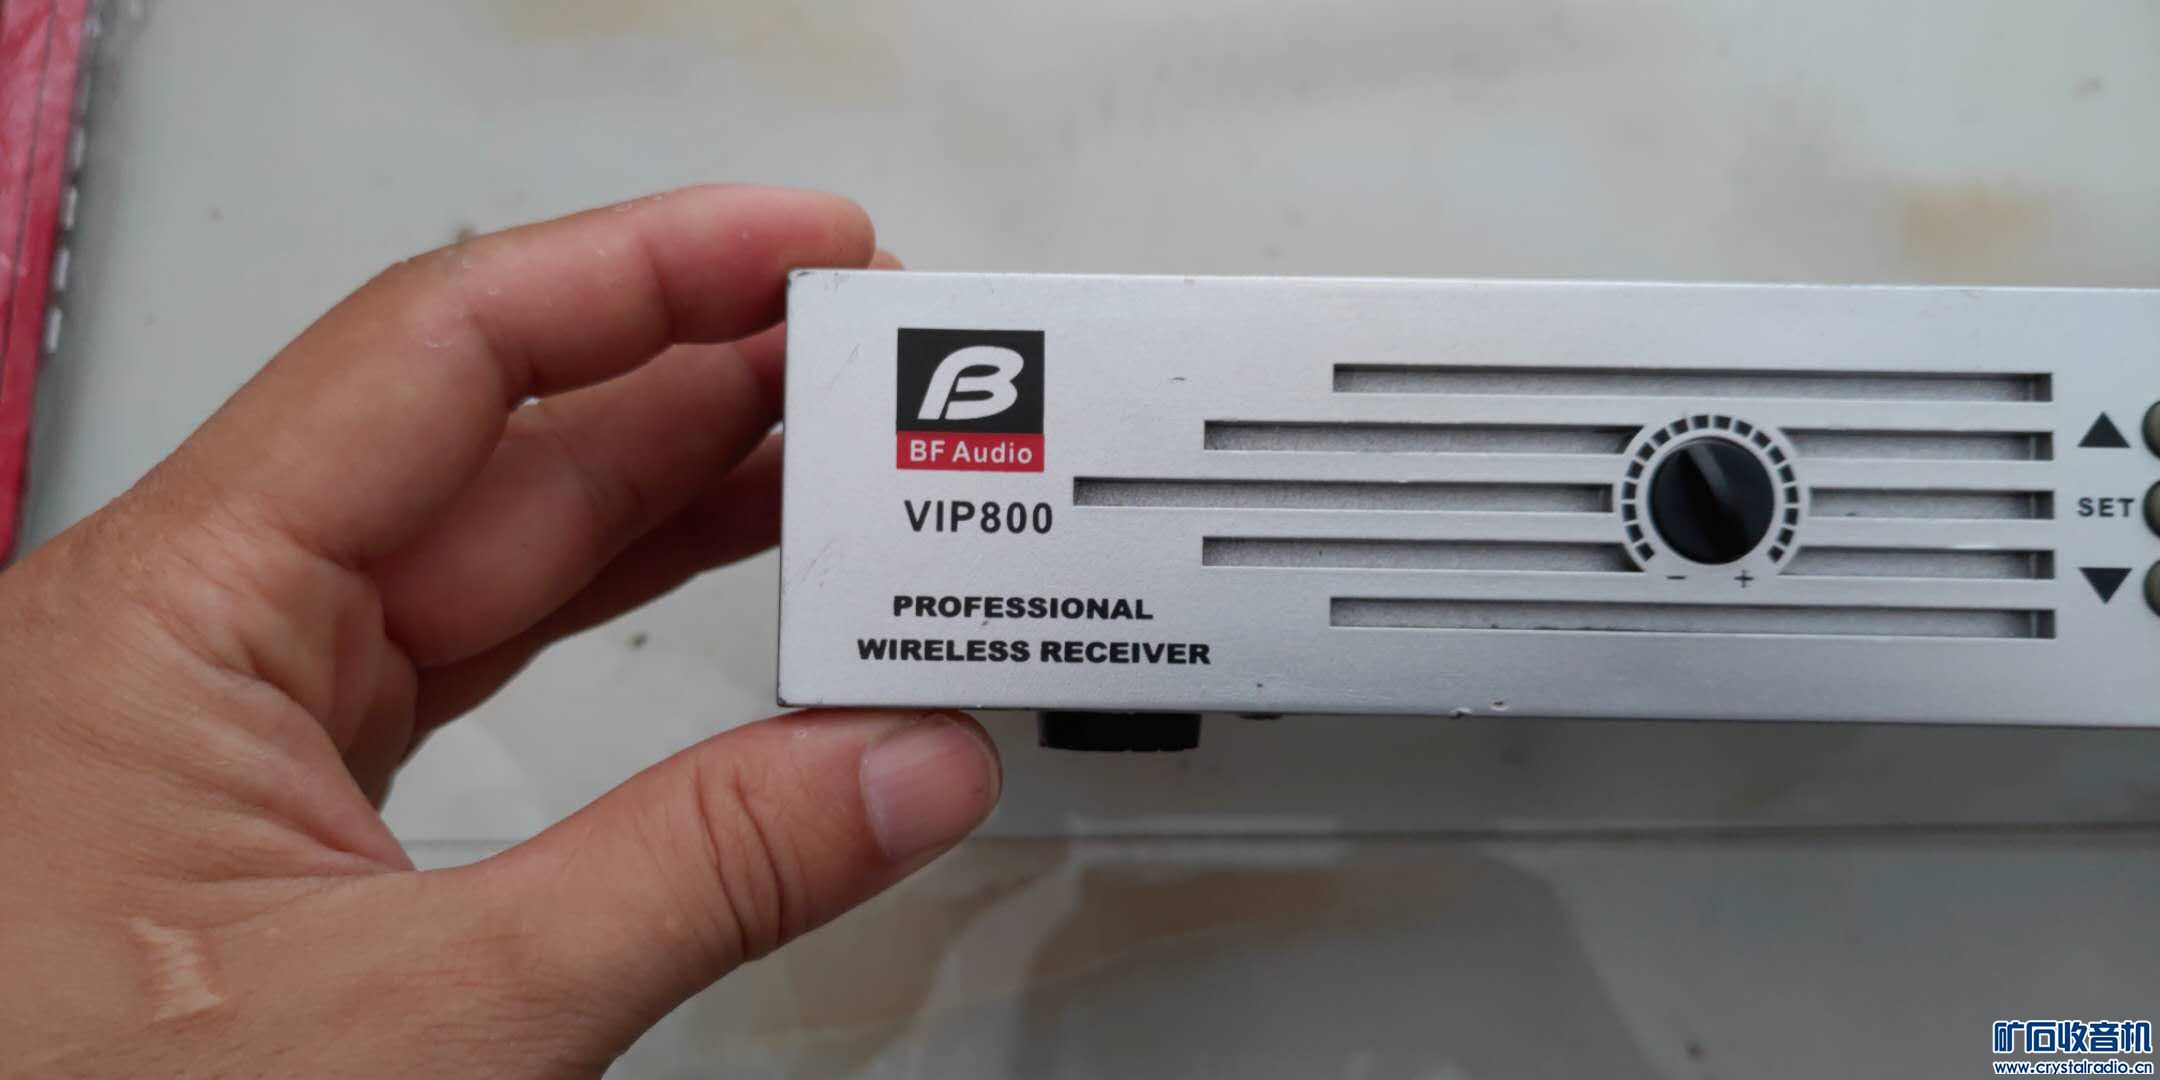 BF Audio
VIP800
PROFESSIONAL
WIRELESS RECEIVER
- +
▲
SET
▼
矿石收音机
www.crystalradio.cn